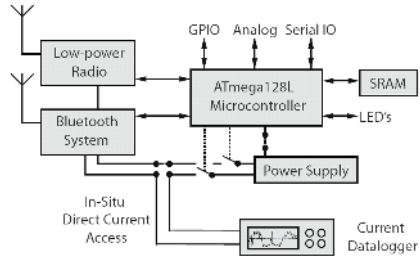 GPIO Analog Serial IO
Low-power
Radio
ATmega128L
Microcontroller
SRAM
LED's
Bluetooth
System
Power Supply
In-Situ
Direct Current
Access
Current
Datalogger